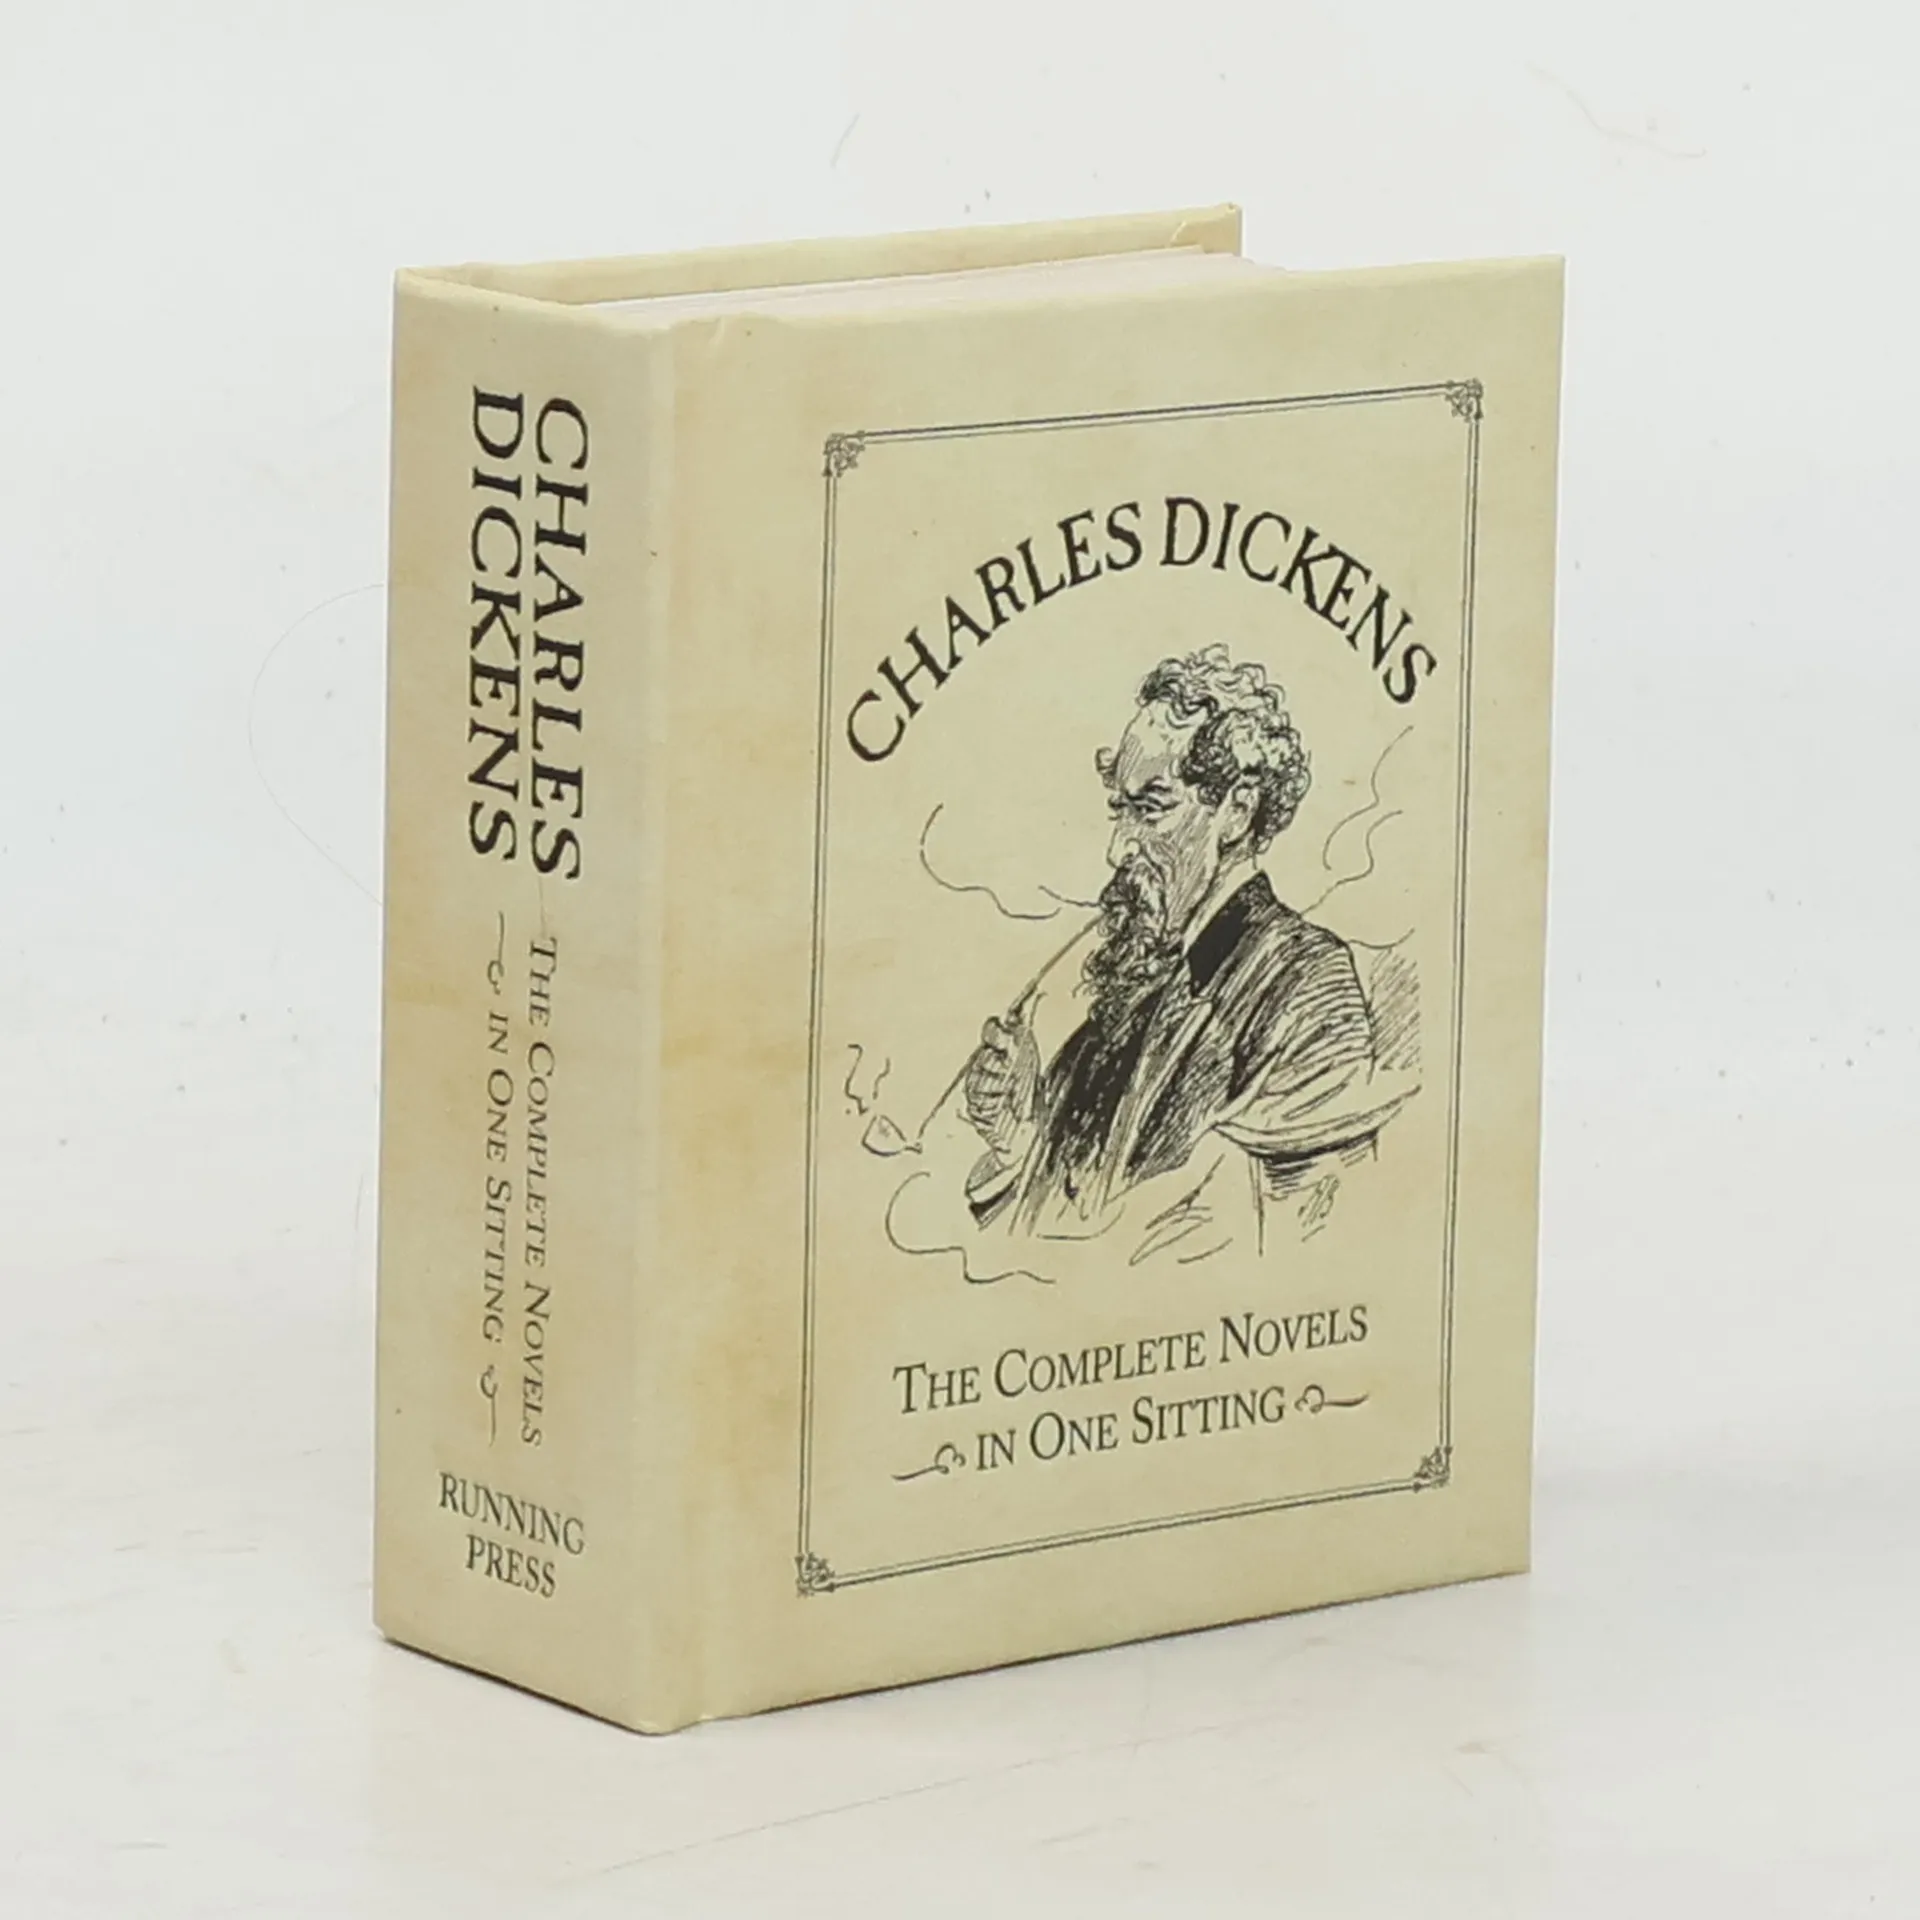 CHARLES
DICKENS
THE COMPLETE NOVELS
IN ONE SITTING
RUNNING
PRESS
CHARLES DICKENS
THE COMPLETE NOVELS
IN ONE SITTING